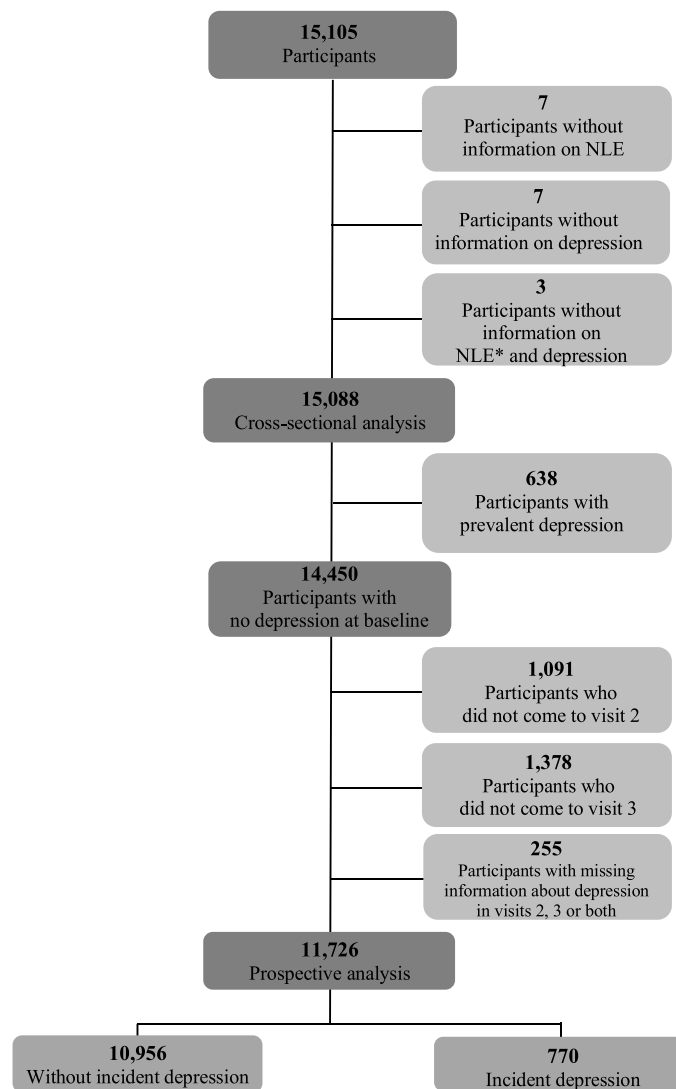 15,105
Participants
7
Participants without
information on NLE
7
Participants without
information on depression
3
Participants without
information on
NLE* and depression
15,088
Cross-sectional analysis
638
Participants with
prevalent depression
14,450
Participants with
no depression at baseline
1,091
Participants who
did not come to visit 2
1,378
Participants who
did not come to visit 3
255
Participants with missing
information about depression
in visits 2, 3 or both
11,726
Prospective analysis
10,956
Without incident depression
770
Incident depression